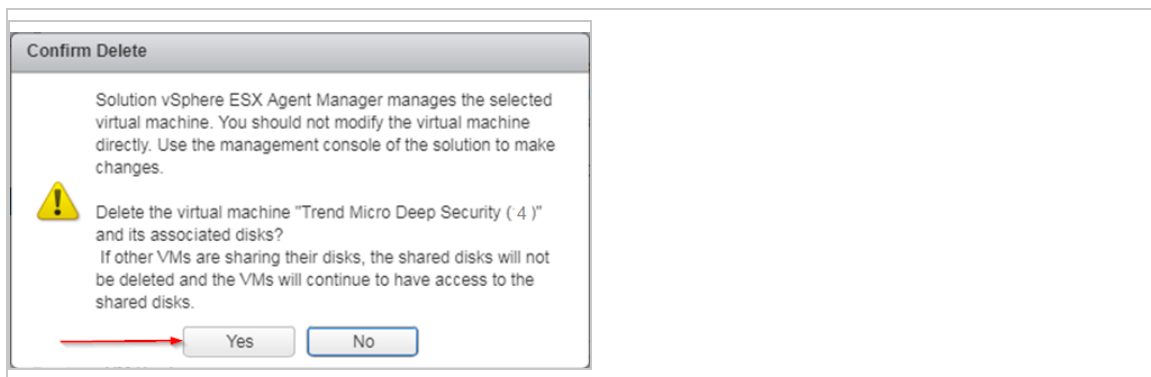 Confirm Delete
Solution vSphere ESX Agent Manager manages the selected
virtual machine. You should not modify the virtual machine
directly. Use the management console of the solution to make
changes.
Delete the virtual machine "Trend Micro Deep Security ( 4 )"
and its associated disks?
If other VMs are sharing their disks, the shared disks will not
be deleted and the VMs will continue to have access to the
shared disks.
Yes No